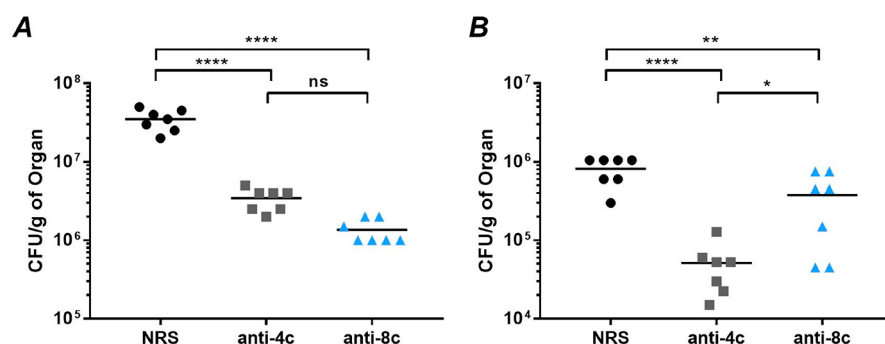 A
B
****
****
ns
**
****
*
CFU/g of Organ
10⁸
10⁷
10⁶
10⁵
NRS
anti-4c
anti-8c
CFU/g of Organ
10⁷
10⁶
10⁵
10⁴
NRS
anti-4c
anti-8c